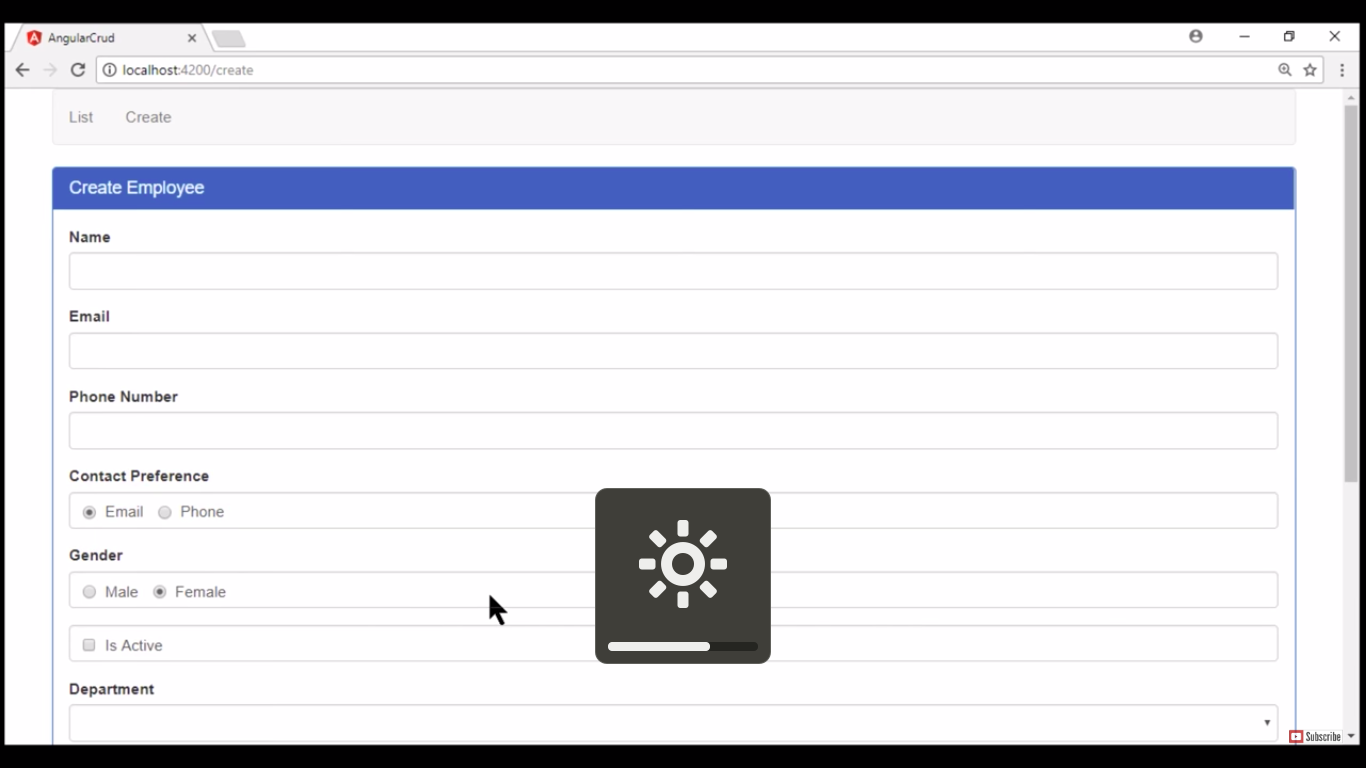 AngularCrud
localhost:4200/create
List Create
Create Employee
Name
Email
Phone Number
Contact Preference
Email Phone
Gender
Male Female
Is Active
Department
Subscribe